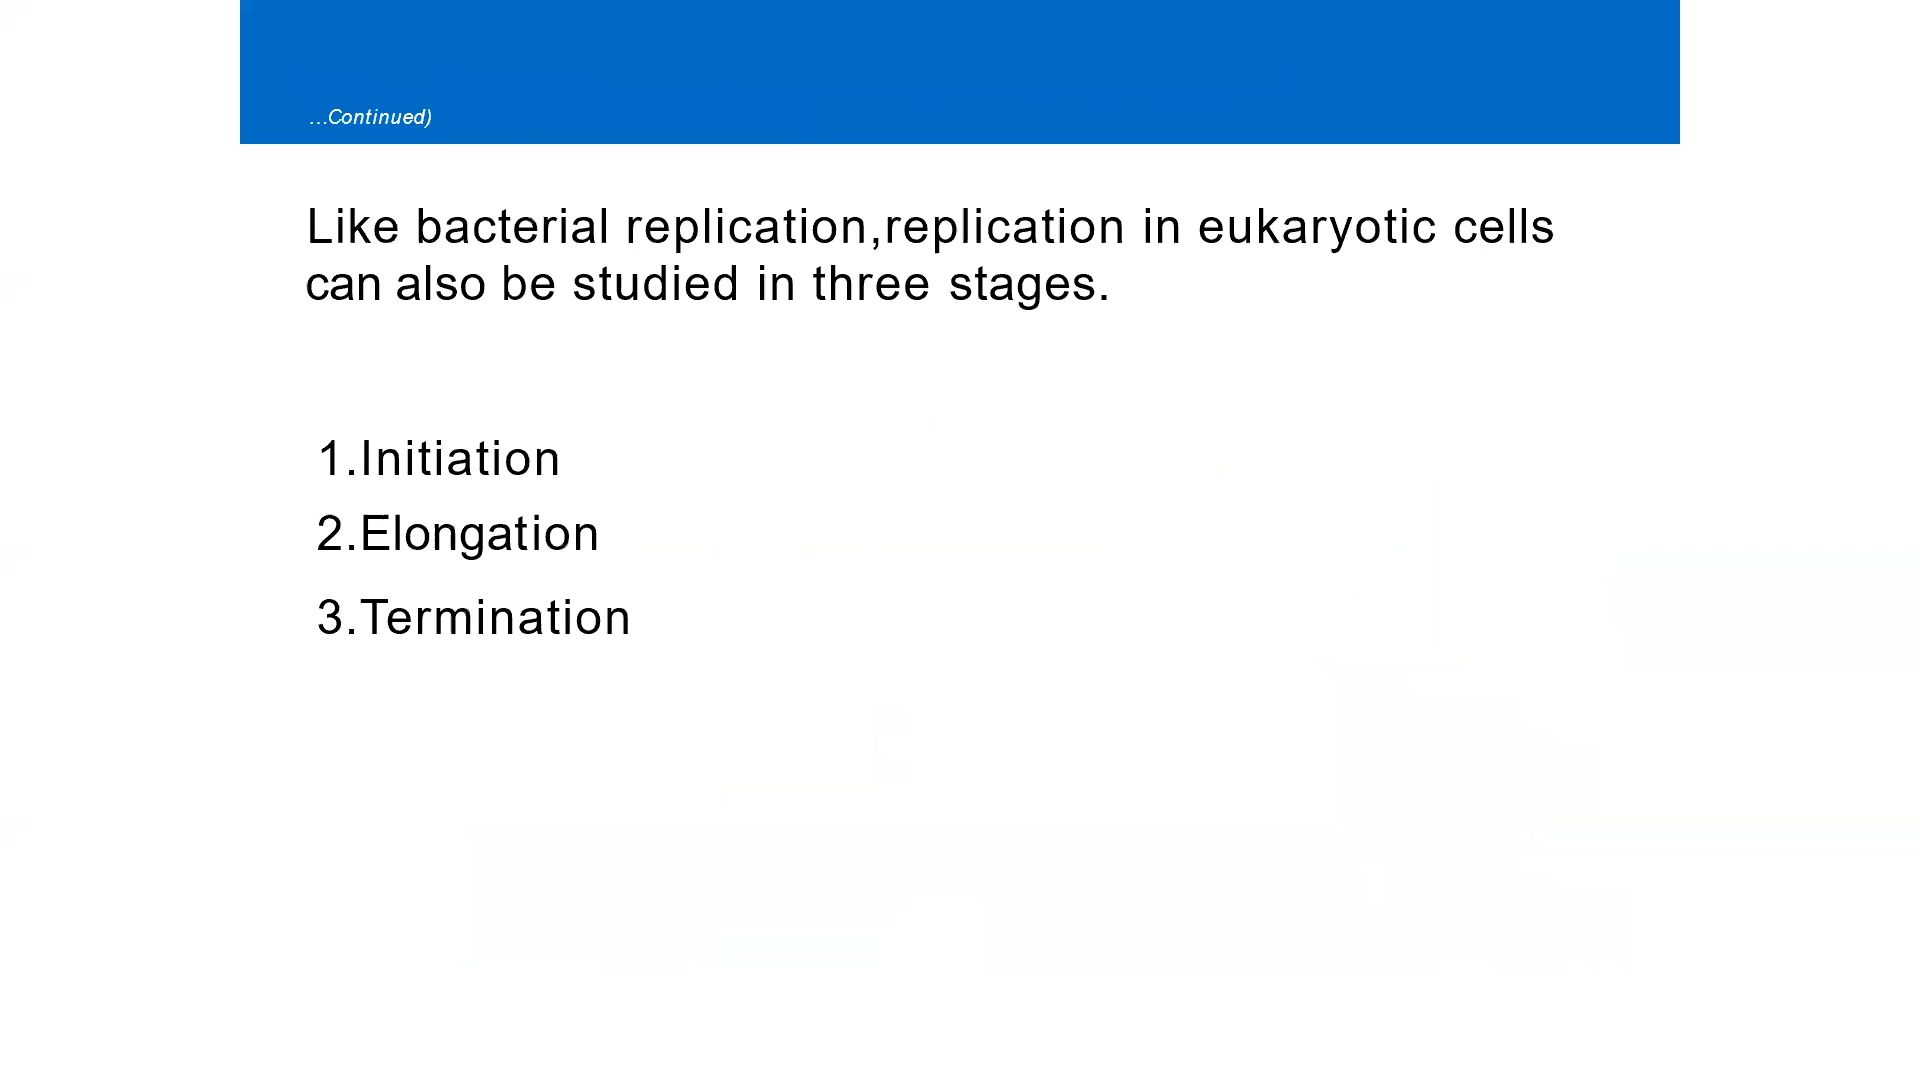 ...Continued)
Like bacterial replication,replication in eukaryotic cells
can also be studied in three stages.
1.Initiation
2.Elongation
3.Termination